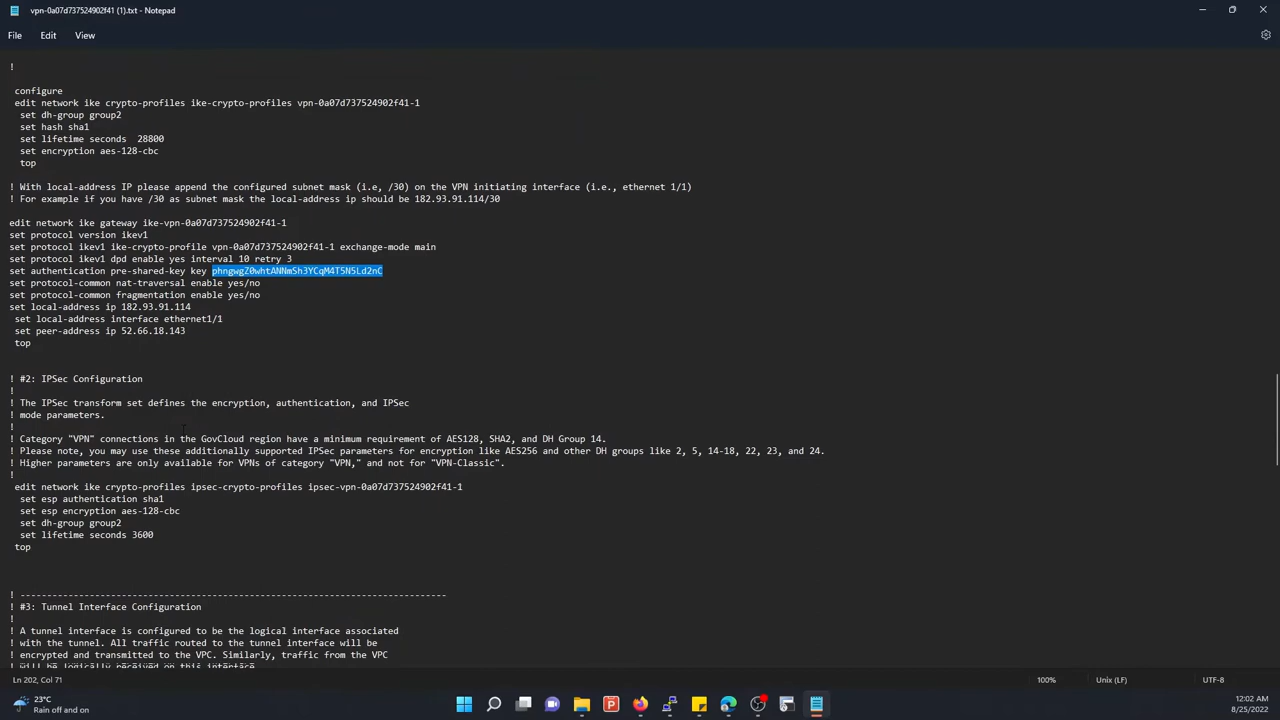 vpn-0a07d737524902f41 (1).txt - Notepad
File Edit View
!
configure
edit network ike crypto-profiles ike-crypto-profiles vpn-0a07d737524902f41-1
set dh-group group2
set hash sha1
set lifetime seconds  28800
set encryption aes-128-cbc
top
! With local-address IP please append the configured subnet mask (i.e, /30) on the VPN initiating interface (i.e., ethernet 1/1)
! For example if you have /30 as subnet mask the local-address ip should be 182.93.91.114/30
edit network ike gateway ike-vpn-0a07d737524902f41-1
set protocol version ikev1
set protocol ikev1 ike-crypto-profile vpn-0a07d737524902f41-1 exchange-mode main
set protocol ikev1 dpd enable yes interval 10 retry 3
set authentication pre-shared-key key phngwgZ0whtANNmSh3YCqM4T5N5Ld2nC
set protocol-common nat-traversal enable yes/no
set protocol-common fragmentation enable yes/no
set local-address ip 182.93.91.114
set local-address interface ethernet1/1
set peer-address ip 52.66.18.143
top
! #2: IPSec Configuration
!
! The IPSec transform set defines the encryption, authentication, and IPSec
! mode parameters.
!
! Category "VPN" connections in the GovCloud region have a minimum requirement of AES128, SHA2, and DH Group 14.
! Please note, you may use these additionally supported IPSec parameters for encryption like AES256 and other DH groups like 2, 5, 14-18, 22, 23, and 24.
! Higher parameters are only available for VPNs of category "VPN," and not for "VPN-Classic".
!
edit network ike crypto-profiles ipsec-crypto-profiles ipsec-vpn-0a07d737524902f41-1
set esp authentication sha1
set esp encryption aes-128-cbc
set dh-group group2
set lifetime seconds 3600
top
! --------------------------------------------------------------------------------
! #3: Tunnel Interface Configuration
!
! A tunnel interface is configured to be the logical interface associated
! with the tunnel. All traffic routed to the tunnel interface will be
! encrypted and transmitted to the VPC. Similarly, traffic from the VPC
! will be logically received on this interface.
Ln 202, Col 71 100% Unix (LF) UTF-8
23°C
Rain off and on
12:02 AM
8/25/2022